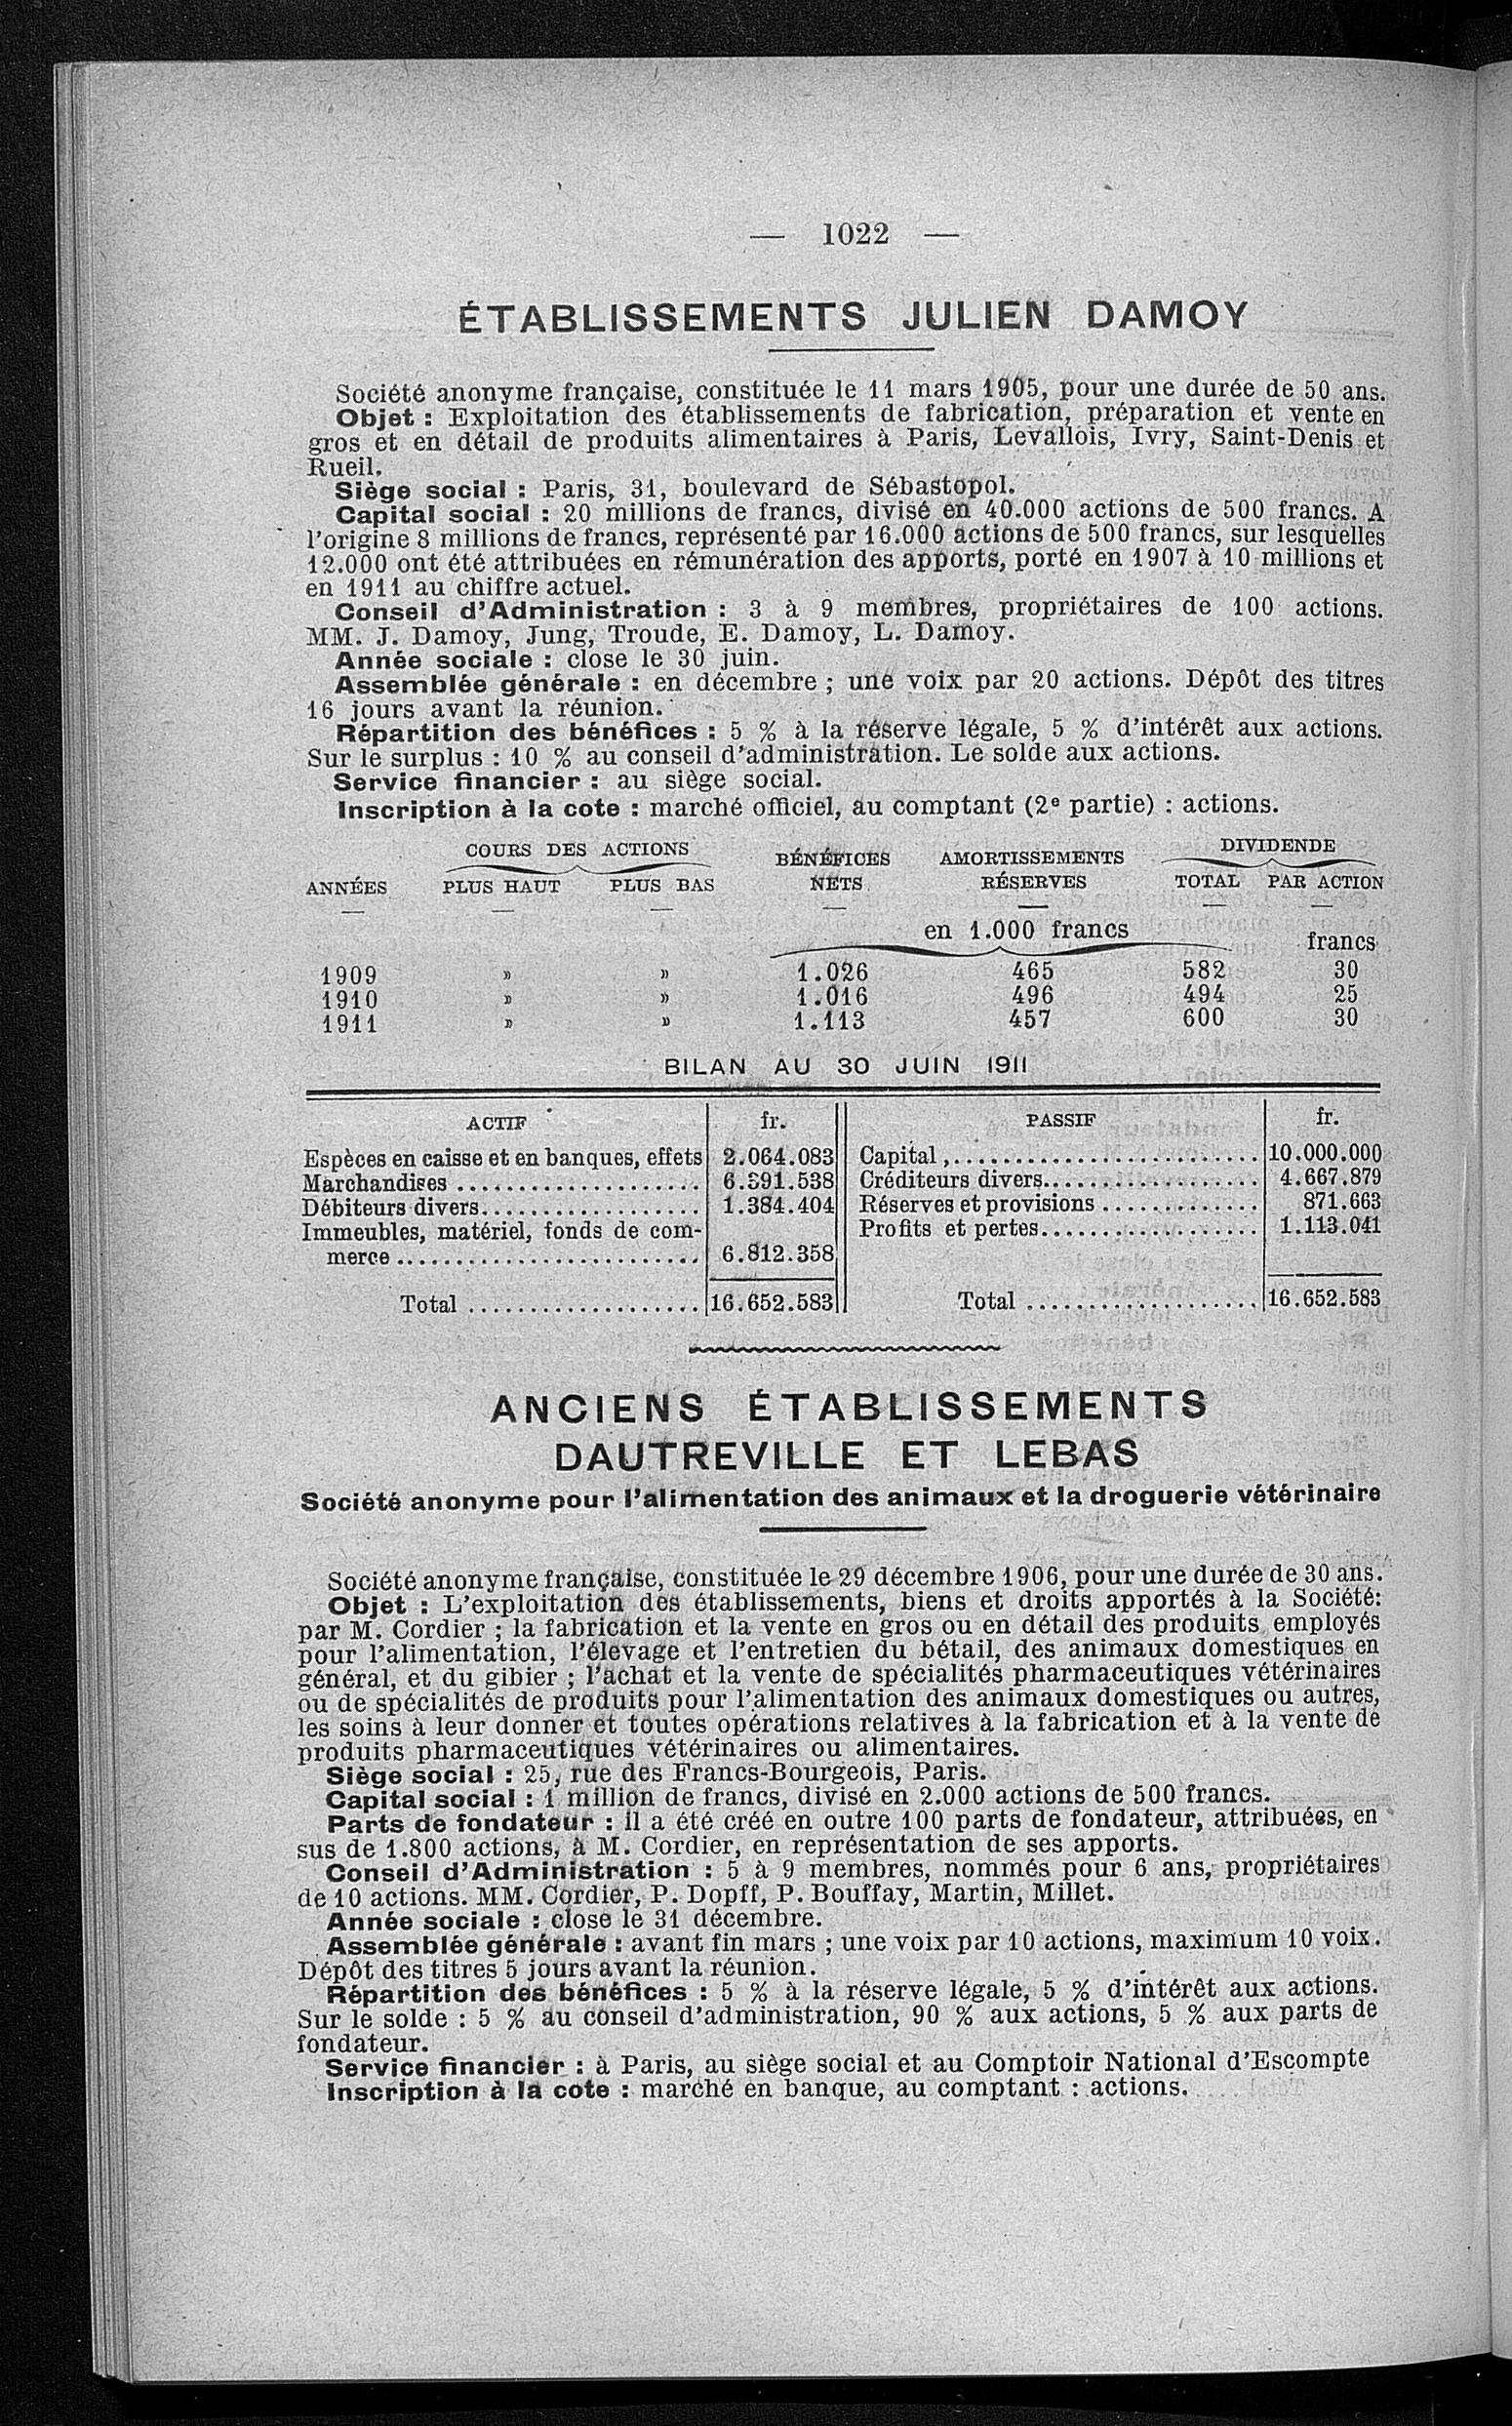 — 1022 —
ÉTABLISSEMENTS JULIEN DAMOY
Société anonyme française, constituée le 11 mars 1905, pour une durée de 50 ans.
Objet : Exploitation des établissements de fabrication, préparation et vente en
gros et en détail de produits alimentaires à Paris, Levallois, Ivry, Saint-Denis et
Rueil.
Siège social : Paris, 31, boulevard de Sébastopol.
Capital social : 20 millions de francs, divisé en 40.000 actions de 500 francs. A
l'origine 8 millions de francs, représenté par 16.000 actions de 500 francs, sur lesquelles
12.000 ont été attribuées en rémunération des apports, porté en 1907 à 10 millions et
en 1911 au chiffre actuel.
Conseil d'Administration : 3 à 9 membres, propriétaires de 100 actions.
MM. J. Damoy, Jung, Troude, E. Damoy, L. Damoy.
Année sociale : close le 30 juin.
Assemblée générale : en décembre ; une voix par 20 actions. Dépôt des titres
16 jours avant la réunion.
Répartition des bénéfices : 5 % à la réserve légale, 5 % d'intérêt aux actions.
Sur le surplus : 10 % au conseil d'administration. Le solde aux actions.
Service financier : au siège social.
Inscription à la cote : marché officiel, au comptant (2e partie) : actions.
COURS DES ACTIONS BÉNÉFICES AMORTISSEMENTS DIVIDENDE
ANNÉES PLUS HAUT PLUS BAS NETS RÉSERVES TOTAL PAR ACTION
en 1.000 francs francs
1909 » » 1.026 465 582 30
1910 » » 1.016 496 494 25
1911 » » 1.113 457 600 30
BILAN AU 30 JUIN 1911
ACTIF fr. PASSIF fr.
Espèces en caisse et en banques, effets 2.064.083 Capital, .......................... 10.000.000
Marchandises .................... 6.391.538 Créditeurs divers.................. 4.667.879
Débiteurs divers.................. 1.384.404 Réserves et provisions ............. 871.663
Immeubles, matériel, fonds de com- Profits et pertes.................. 1.113.041
merce ......................... 6.812.358
Total ................... 16.652.583 Total ................... 16.652.583
ANCIENS ÉTABLISSEMENTS
DAUTREVILLE ET LEBAS
Société anonyme pour l'alimentation des animaux et la droguerie vétérinaire
Société anonyme française, constituée le 29 décembre 1906, pour une durée de 30 ans.
Objet : L'exploitation des établissements, biens et droits apportés à la Société:
par M. Cordier ; la fabrication et la vente en gros ou en détail des produits employés
pour l'alimentation, l'élevage et l'entretien du bétail, des animaux domestiques en
général, et du gibier ; l'achat et la vente de spécialités pharmaceutiques vétérinaires
ou de spécialités de produits pour l'alimentation des animaux domestiques ou autres,
les soins à leur donner et toutes opérations relatives à la fabrication et à la vente de
produits pharmaceutiques vétérinaires ou alimentaires.
Siège social : 25, rue des Francs-Bourgeois, Paris.
Capital social : 1 million de francs, divisé en 2.000 actions de 500 francs.
Parts de fondateur : il a été créé en outre 100 parts de fondateur, attribuées, en
sus de 1.800 actions, à M. Cordier, en représentation de ses apports.
Conseil d'Administration : 5 à 9 membres, nommés pour 6 ans, propriétaires
de 10 actions. MM. Cordier, P. Dopff, P. Bouffay, Martin, Millet.
Année sociale : close le 31 décembre.
Assemblée générale : avant fin mars ; une voix par 10 actions, maximum 10 voix.
Dépôt des titres 5 jours avant la réunion.
Répartition des bénéfices : 5 % à la réserve légale, 5 % d'intérêt aux actions.
Sur le solde : 5 % au conseil d'administration, 90 % aux actions, 5 % aux parts de
fondateur.
Service financier : à Paris, au siège social et au Comptoir National d'Escompte
Inscription à la cote : marché en banque, au comptant : actions.